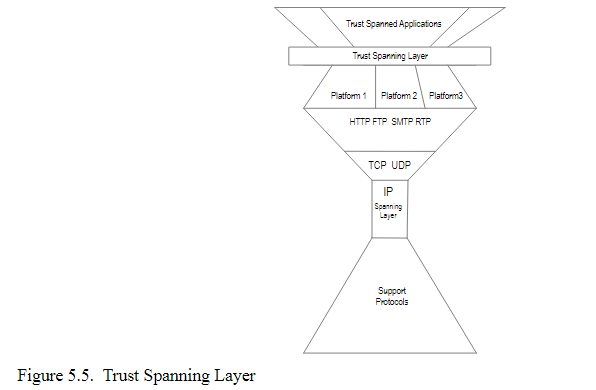 Trust Spanned Applications
Trust Spanning Layer
Platform 1 Platform 2 Platform3
HTTP FTP SMTP RTP
TCP UDP
IP
Spanning
Layer
Support
Protocols
Figure 5.5. Trust Spanning Layer